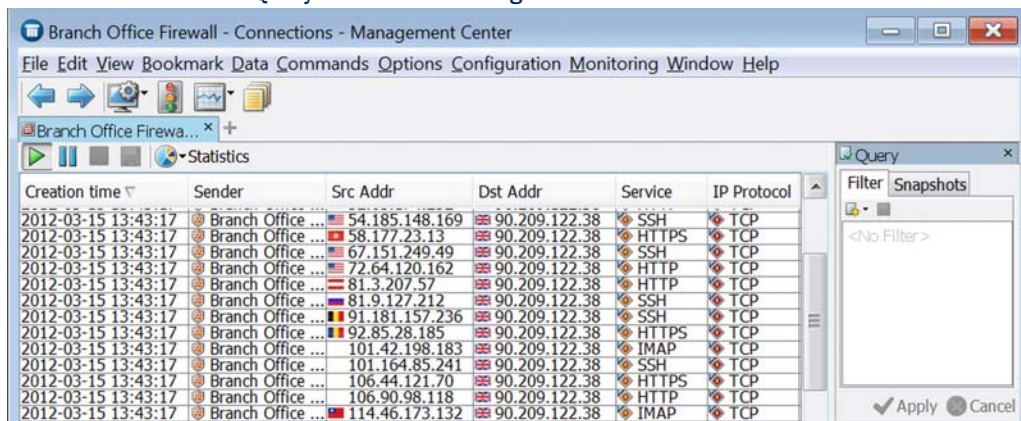 Branch Office Firewall - Connections - Management Center
File Edit View Bookmark Data Commands Options Configuration Monitoring Window Help
Branch Office Firewa...
Statistics
Query
Filter Snapshots
<No Filter>
Creation time Sender Src Addr Dst Addr Service IP Protocol
2012-03-15 13:43:17 Branch Office ... 54.185.148.169 90.209.122.38 SSH TCP
2012-03-15 13:43:17 Branch Office ... 58.177.23.13 90.209.122.38 HTTPS TCP
2012-03-15 13:43:17 Branch Office ... 67.151.249.49 90.209.122.38 SSH TCP
2012-03-15 13:43:17 Branch Office ... 72.64.120.162 90.209.122.38 HTTP TCP
2012-03-15 13:43:17 Branch Office ... 81.3.207.57 90.209.122.38 HTTP TCP
2012-03-15 13:43:17 Branch Office ... 81.9.127.212 90.209.122.38 SSH TCP
2012-03-15 13:43:17 Branch Office ... 91.181.157.236 90.209.122.38 SSH TCP
2012-03-15 13:43:17 Branch Office ... 92.85.28.185 90.209.122.38 HTTPS TCP
2012-03-15 13:43:17 Branch Office ... 101.42.198.183 90.209.122.38 IMAP TCP
2012-03-15 13:43:17 Branch Office ... 101.164.85.241 90.209.122.38 SSH TCP
2012-03-15 13:43:17 Branch Office ... 106.44.121.70 90.209.122.38 HTTPS TCP
2012-03-15 13:43:17 Branch Office ... 106.90.98.118 90.209.122.38 HTTP TCP
2012-03-15 13:43:17 Branch Office ... 114.46.173.132 90.209.122.38 IMAP TCP
Apply Cancel